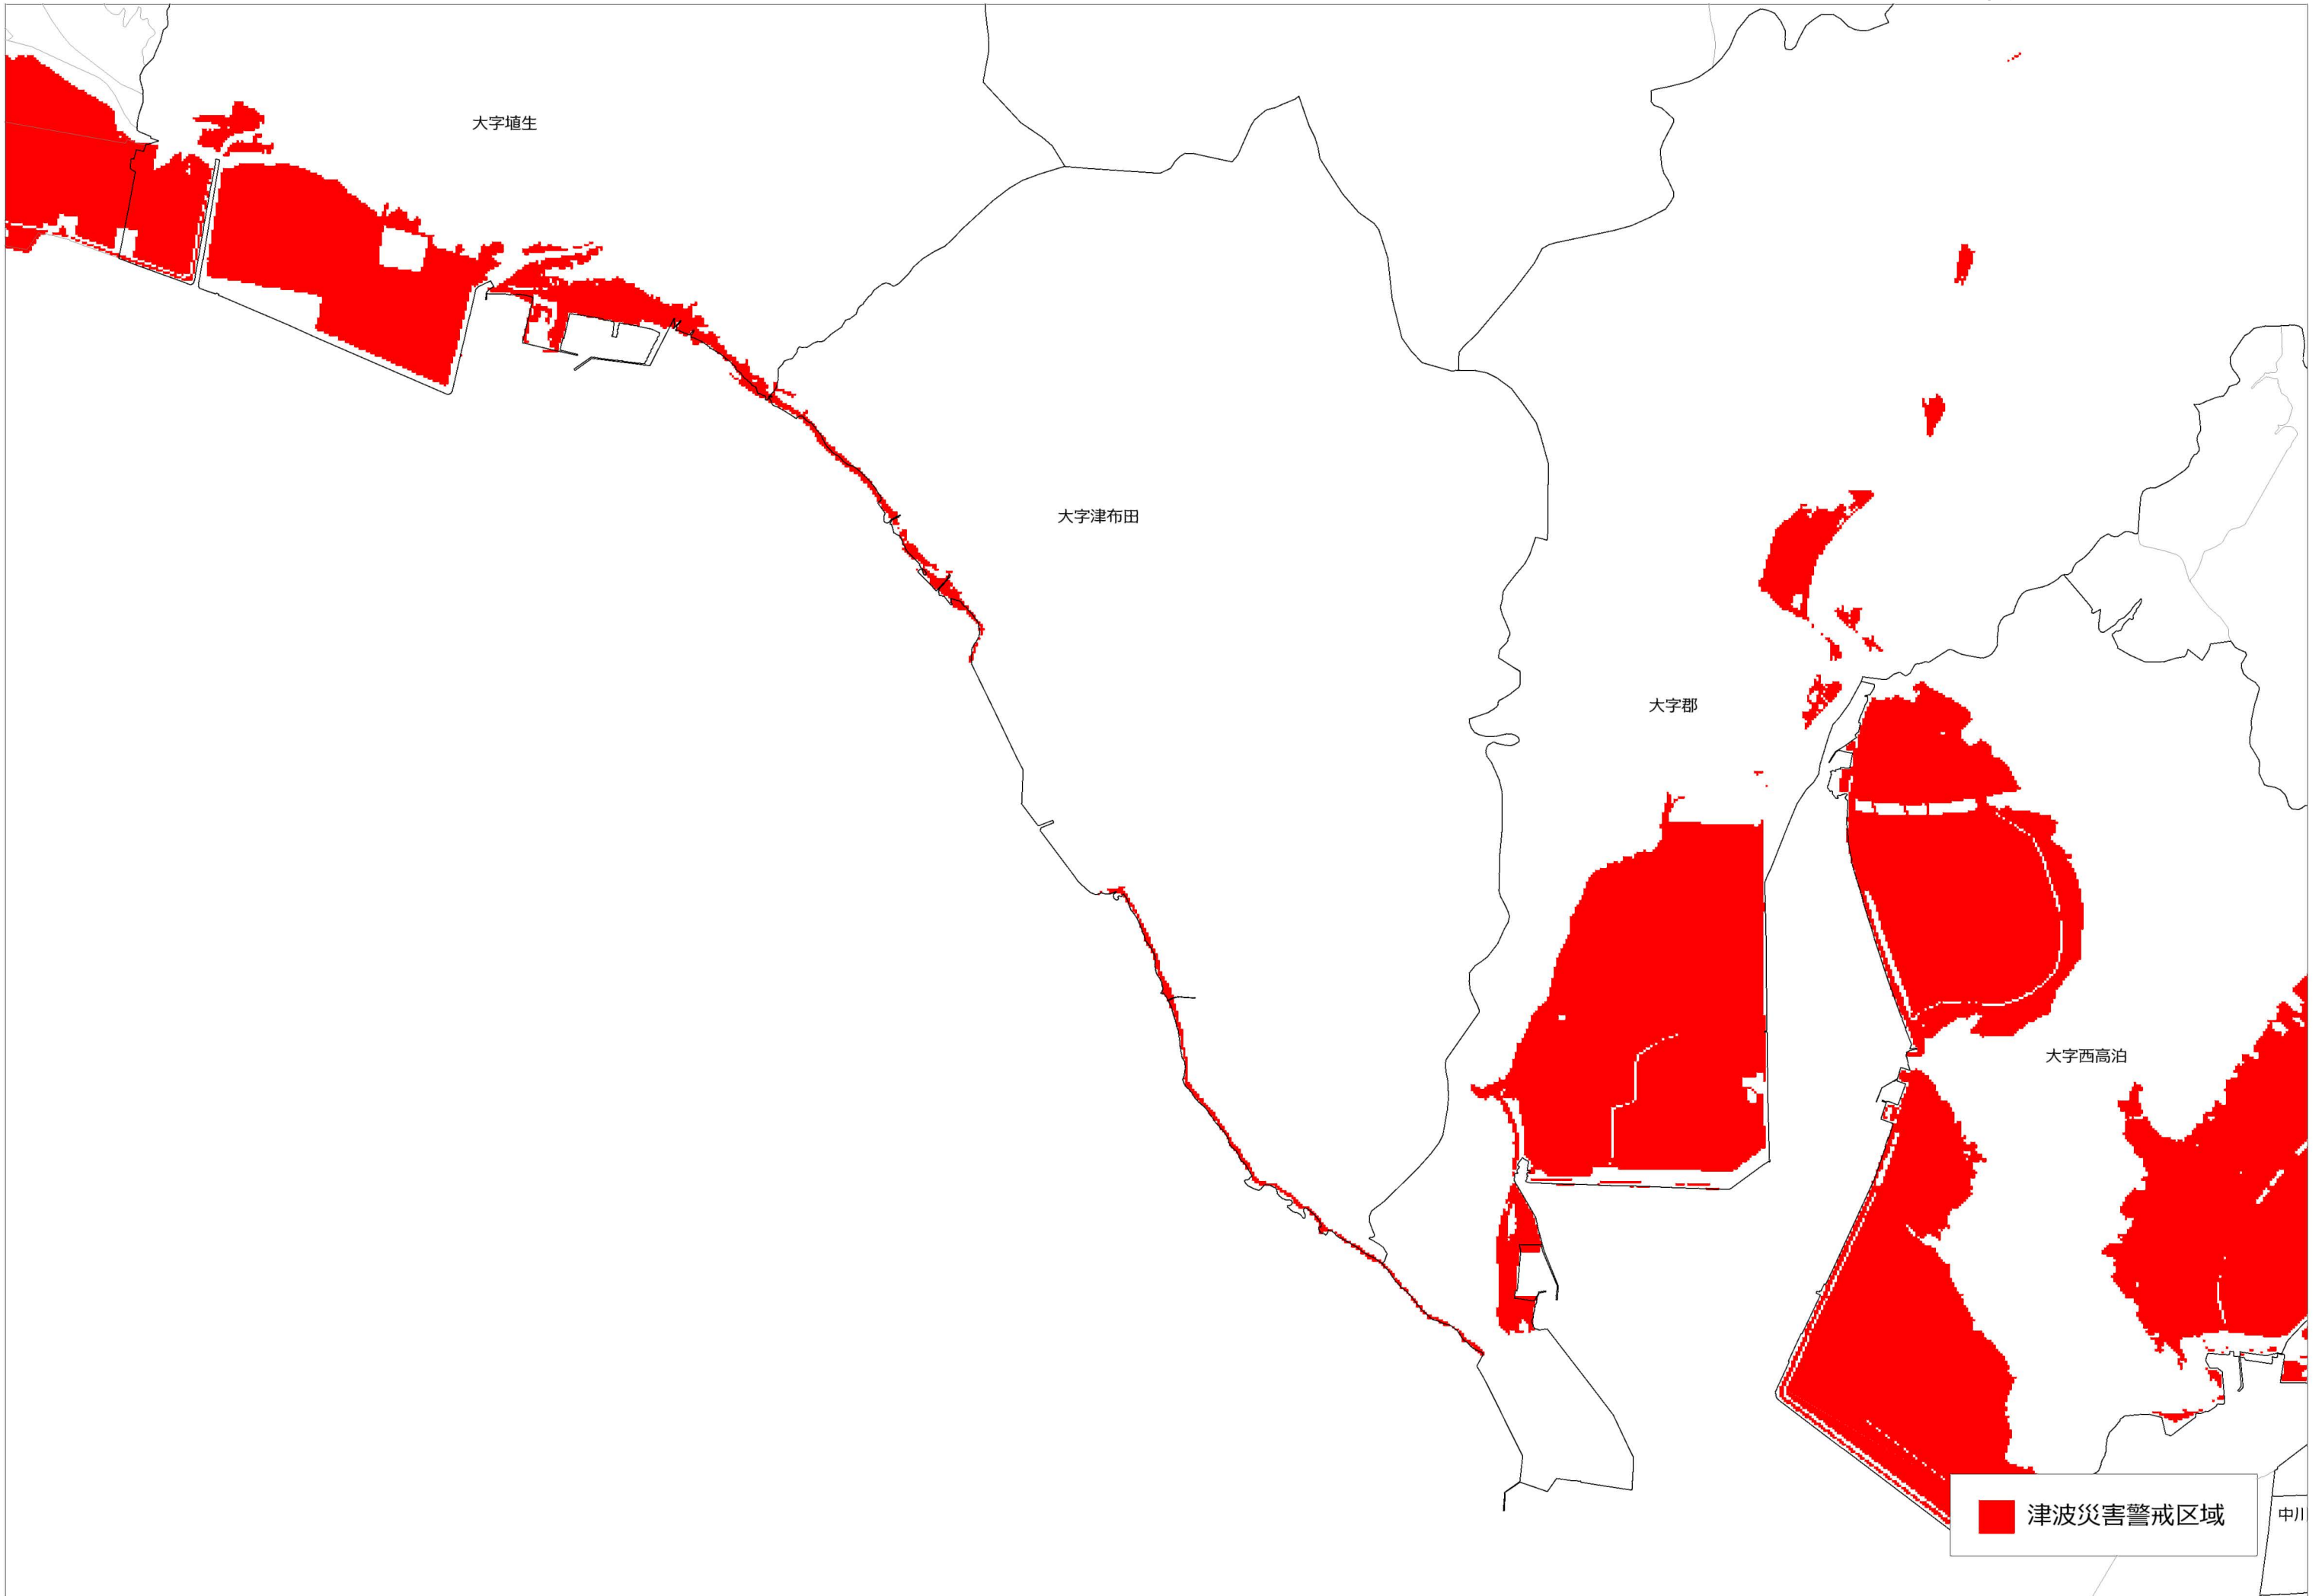 大字埴生
大字津布田
大字郡
大字西高泊
津波災害警戒区域
中川